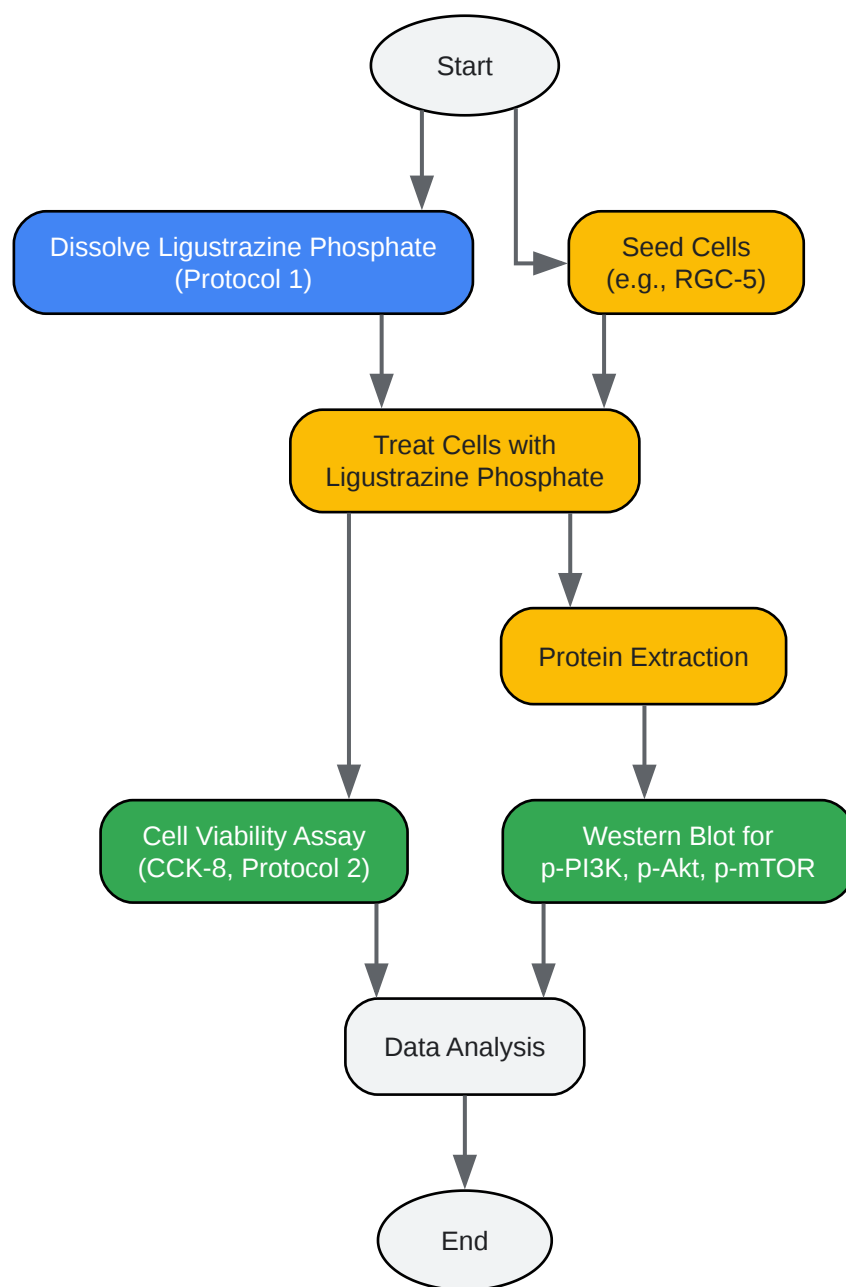 Start
Dissolve Ligustrazine Phosphate
(Protocol 1)
Seed Cells
(e.g., RGC-5)
Treat Cells with
Ligustrazine Phosphate
Protein Extraction
Cell Viability Assay
(CCK-8, Protocol 2)
Western Blot for
p-PI3K, p-Akt, p-mTOR
Data Analysis
End